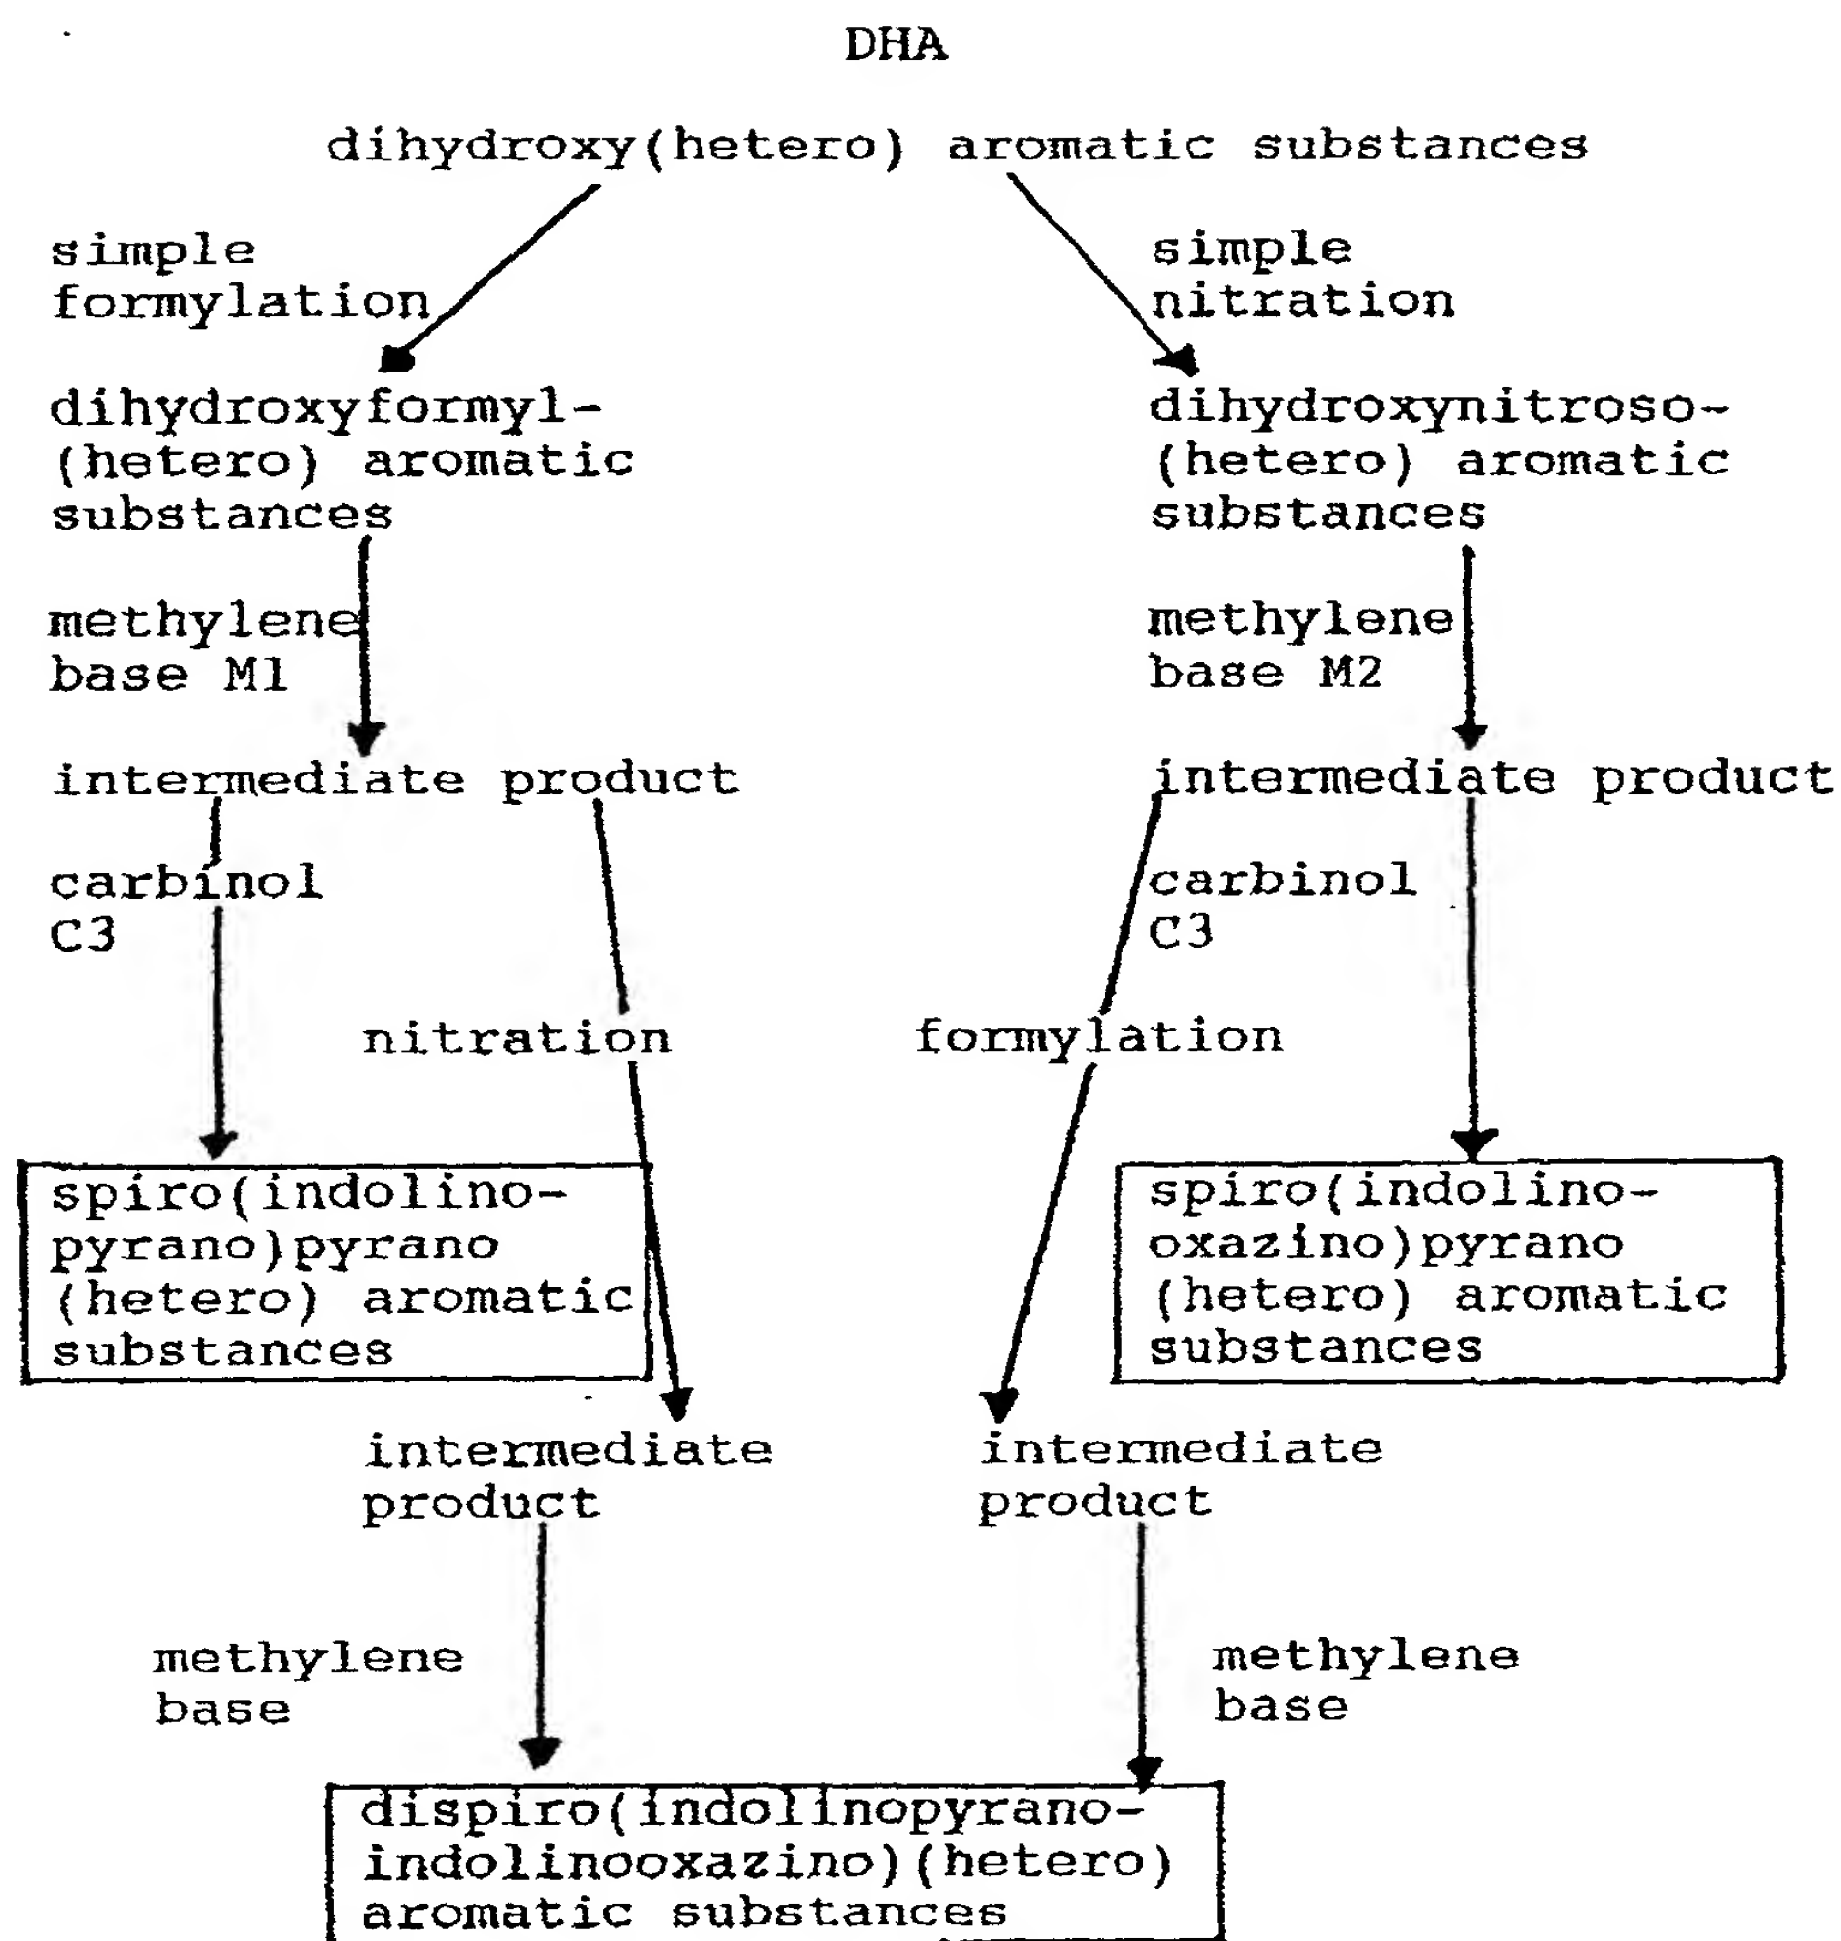 DHA
dihydroxy(hetero) aromatic substances
simple
formylation
simple
nitration
dihydroxyformyl-
(hetero) aromatic
substances
dihydroxynitroso-
(hetero) aromatic
substances
methylene
base M1
methylene
base M2
intermediate product
intermediate product
carbinol
C3
carbinol
C3
nitration
formylation
spiro(indolino-
pyrano)pyrano
(hetero) aromatic
substances
spiro(indolino-
oxazino)pyrano
(hetero) aromatic
substances
intermediate
product
intermediate
product
methylene
base
methylene
base
dispiro(indolinopyrano-
indolinooxazino)(hetero)
aromatic substances